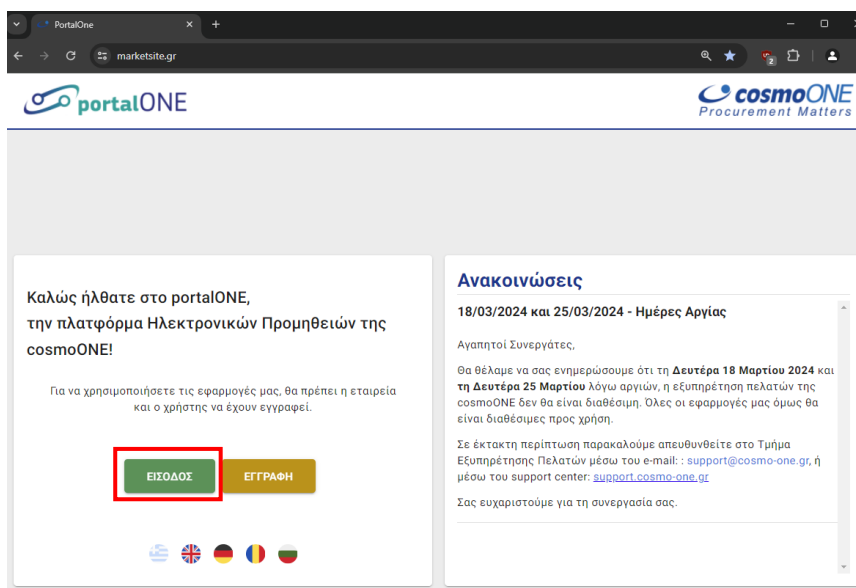 PortalOne
marketsite.gr
2
portalONE
cosmoONE
Procurement Matters
Καλώς ήλθατε στο portalONE,
την πλατφόρμα Ηλεκτρονικών Προμηθειών της
cosmoONE!
Για να χρησιμοποιήσετε τις εφαρμογές μας, θα πρέπει η εταιρεία
και ο χρήστης να έχουν εγγραφεί.
ΕΙΣΟΔΟΣ
ΕΓΓΡΑΦΗ
Ανακοινώσεις
18/03/2024 και 25/03/2024 - Ημέρες Αργίας
Αγαπητοί Συνεργάτες,
Θα θέλαμε να σας ενημερώσουμε ότι τη Δευτέρα 18 Μαρτίου 2024 και
τη Δευτέρα 25 Μαρτίου λόγω αργιών, η εξυπηρέτηση πελατών της
cosmoONE δεν θα είναι διαθέσιμη. Όλες οι εφαρμογές μας όμως θα
είναι διαθέσιμες προς χρήση.
Σε έκτακτη περίπτωση παρακαλούμε απευθυνθείτε στο Τμήμα
Εξυπηρέτησης Πελατών μέσω του e-mail: : support@cosmo-one.gr, ή
μέσω του support center: support.cosmo-one.gr
Σας ευχαριστούμε για τη συνεργασία σας.